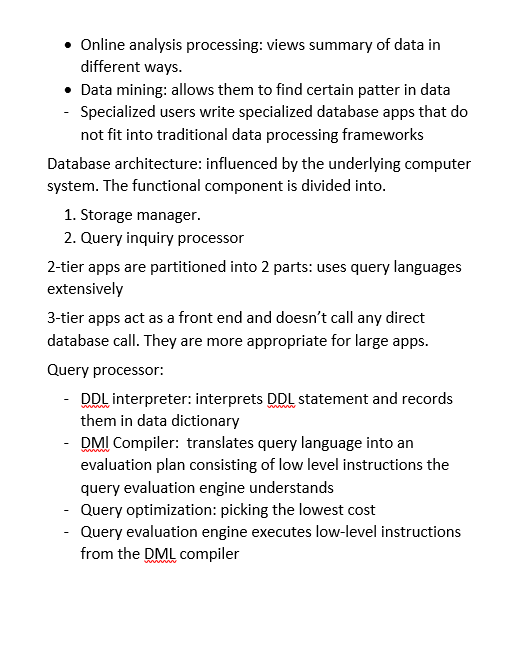 • Online analysis processing: views summary of data in
different ways.
• Data mining: allows them to find certain patter in data
- Specialized users write specialized database apps that do
not fit into traditional data processing frameworks
Database architecture: influenced by the underlying computer
system. The functional component is divided into.
1. Storage manager.
2. Query inquiry processor
2-tier apps are partitioned into 2 parts: uses query languages
extensively
3-tier apps act as a front end and doesn’t call any direct
database call. They are more appropriate for large apps.
Query processor:
- DDL interpreter: interprets DDL statement and records
them in data dictionary
- DMl Compiler:  translates query language into an
evaluation plan consisting of low level instructions the
query evaluation engine understands
- Query optimization: picking the lowest cost
- Query evaluation engine executes low-level instructions
from the DML compiler